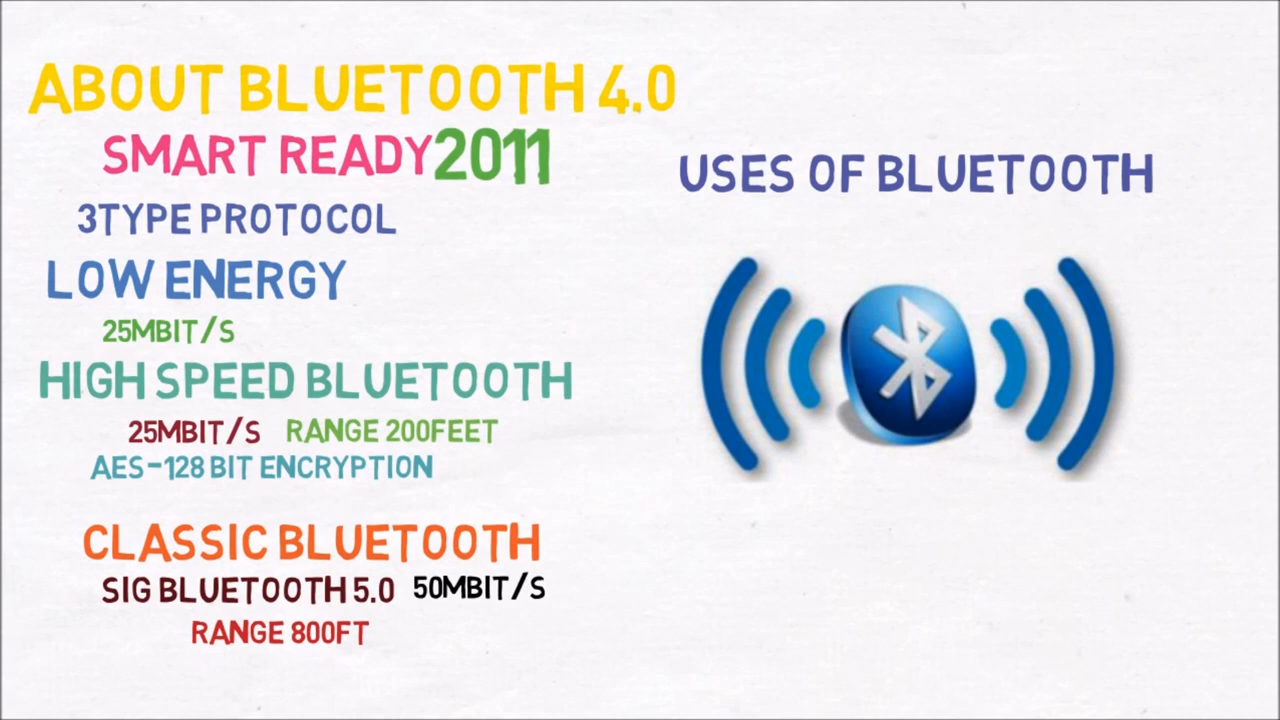 ABOUT BLUETOOTH 4.0
SMART READY 2011
3TYPE PROTOCOL
LOW ENERGY
25MBIT/S
HIGH SPEED BLUETOOTH
25MBIT/S RANGE 200FEET
AES-128 BIT ENCRYPTION
CLASSIC BLUETOOTH
SIG BLUETOOTH 5.0 50MBIT/S
RANGE 800FT
USES OF BLUETOOTH